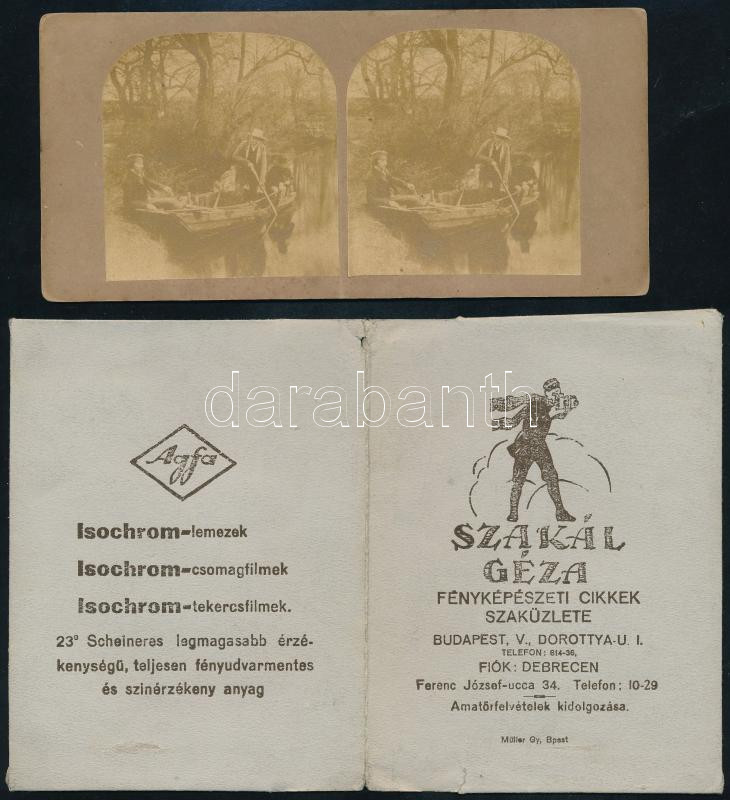 darabanth
Agfa
Isochrom-lemezek
Isochrom-csomagfilmek
Isochrom-tekercsfilmek.
23° Scheineres legmagasabb érzé-
kenységü, teljesen fényudvarmentes
és szinérzékeny anyag
SZAKÁL
GÉZA
FÉNYKÉPÉSZETI CIKKEK
SZAKÜZLETE
BUDAPEST, V., DOROTTYA-U. I.
TELEFON: 814-36,
FIÓK: DEBRECEN
Ferenc József-ucca 34. Telefon: 10-29
Amatőrfelvételek kidolgozása.
Müller Gy, Bpest